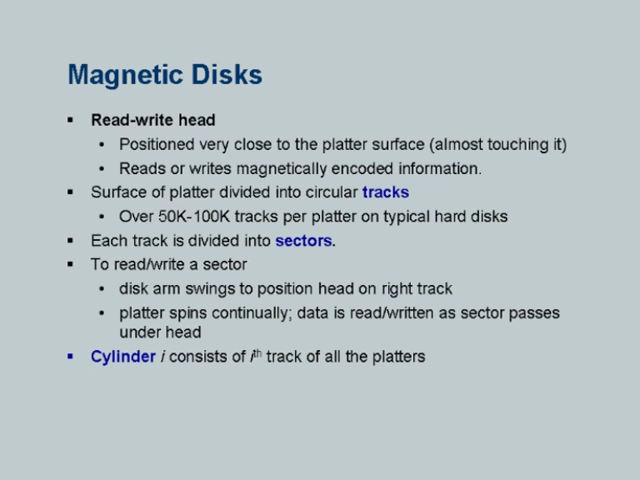 Magnetic Disks
▪ Read-write head
• Positioned very close to the platter surface (almost touching it)
• Reads or writes magnetically encoded information.
▪ Surface of platter divided into circular tracks
• Over 50K-100K tracks per platter on typical hard disks
▪ Each track is divided into sectors.
▪ To read/write a sector
• disk arm swings to position head on right track
• platter spins continually; data is read/written as sector passes
under head
▪ Cylinder i consists of ith track of all the platters